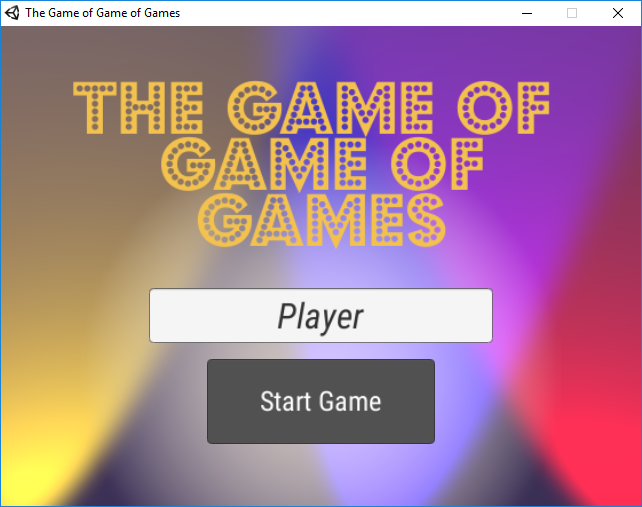 The Game of Game of Games
THE GAME OF
GAME OF
GAMES
Player
Start Game